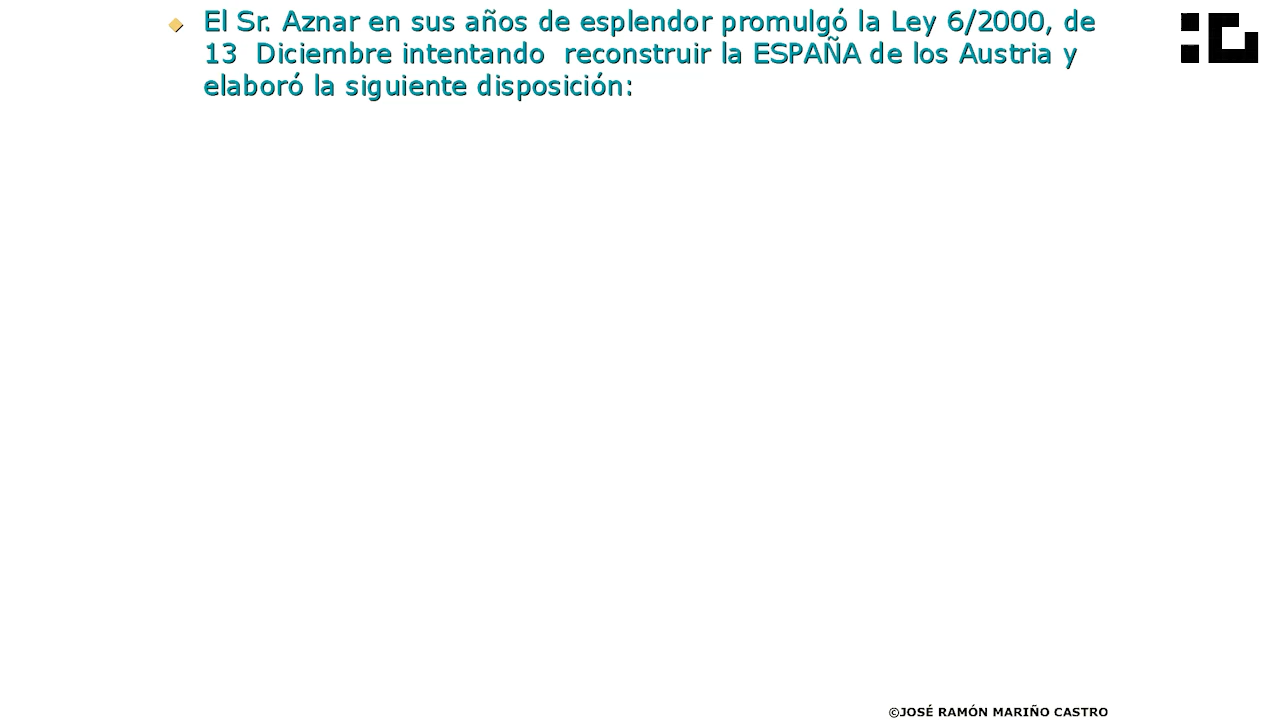 El Sr. Aznar en sus años de esplendor promulgó la Ley 6/2000, de
13  Diciembre intentando  reconstruir la ESPAÑA de los Austria y
elaboró la siguiente disposición:
©JOSÉ RAMÓN MARIÑO CASTRO